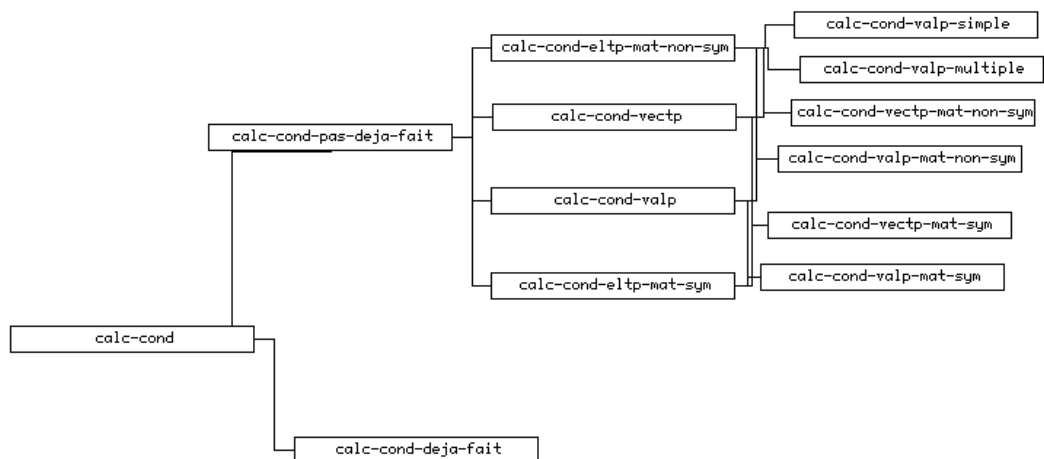 calc-cond-valp-simple
calc-cond-eltp-mat-non-sym
calc-cond-valp-multiple
calc-cond-vectp-mat-non-sym
calc-cond-vectp
calc-cond-pas-deja-fait
calc-cond-valp-mat-non-sym
calc-cond-valp
calc-cond-vectp-mat-sym
calc-cond-valp-mat-sym
calc-cond-eltp-mat-sym
calc-cond
calc-cond-deja-fait